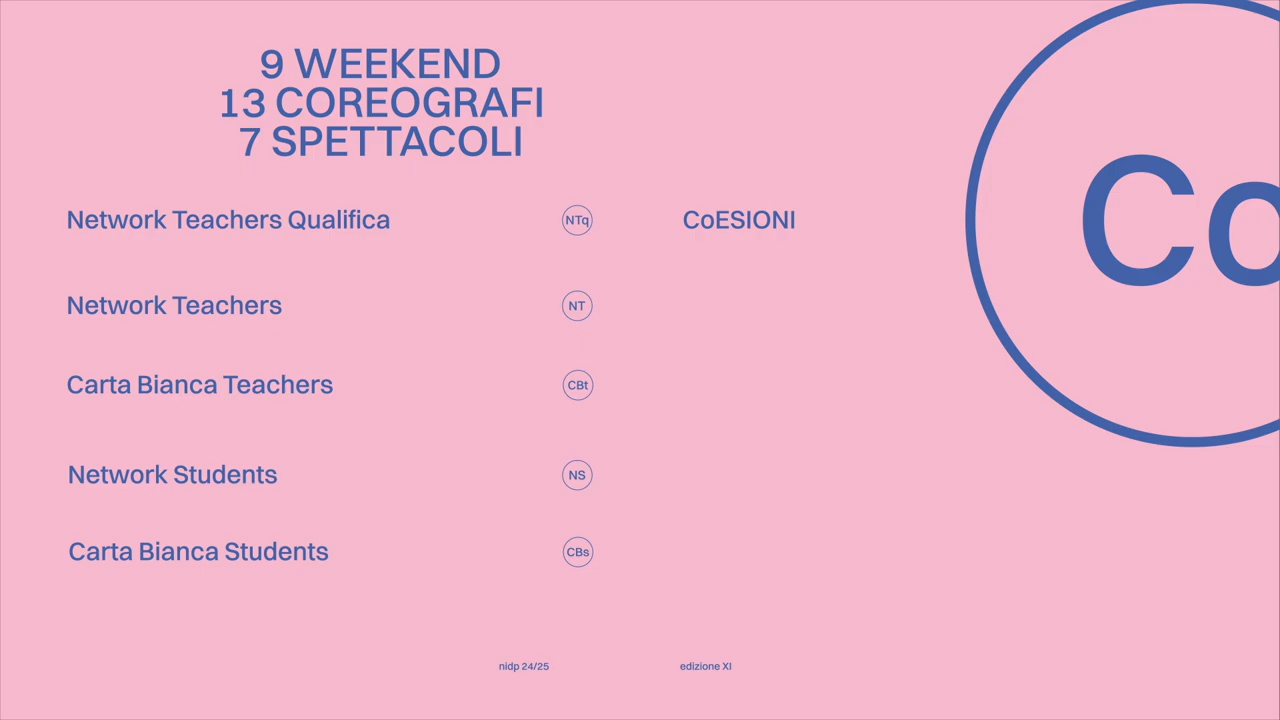 9 WEEKEND
13 COREOGRAFI
7 SPETTACOLI
Network Teachers Qualifica NTq
Network Teachers NT
Carta Bianca Teachers CBt
Network Students NS
Carta Bianca Students CBs
CoESIONI
Co
nidp 24/25
edizione XI